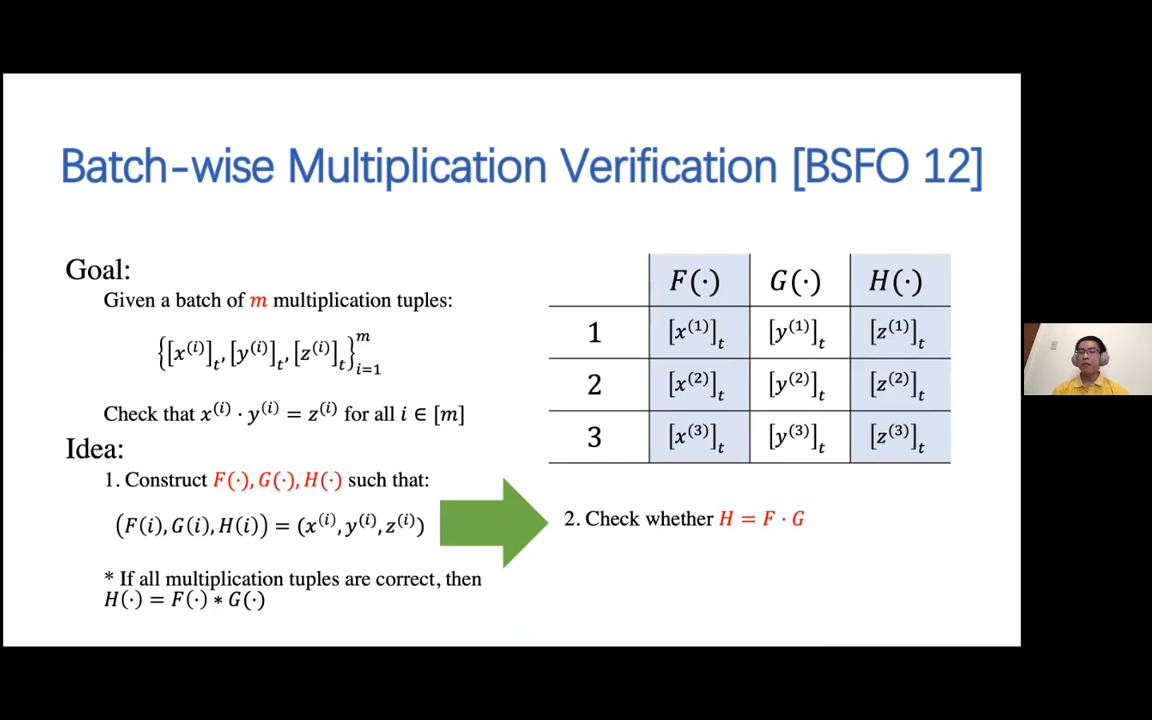 Batch-wise Multiplication Verification [BSFO 12]
Goal:
Given a batch of m multiplication tuples:
{[x^(i)]_t, [y^(i)]_t, [z^(i)]_t}_{i=1}^m
Check that x^(i) · y^(i) = z^(i) for all i ∈ [m]
Idea:
1. Construct F(·), G(·), H(·) such that:
(F(i), G(i), H(i)) = (x^(i), y^(i), z^(i))
* If all multiplication tuples are correct, then
H(·) = F(·) * G(·)
F(·) G(·) H(·)
1 [x^(1)]_t [y^(1)]_t [z^(1)]_t
2 [x^(2)]_t [y^(2)]_t [z^(2)]_t
3 [x^(3)]_t [y^(3)]_t [z^(3)]_t
2. Check whether H = F · G